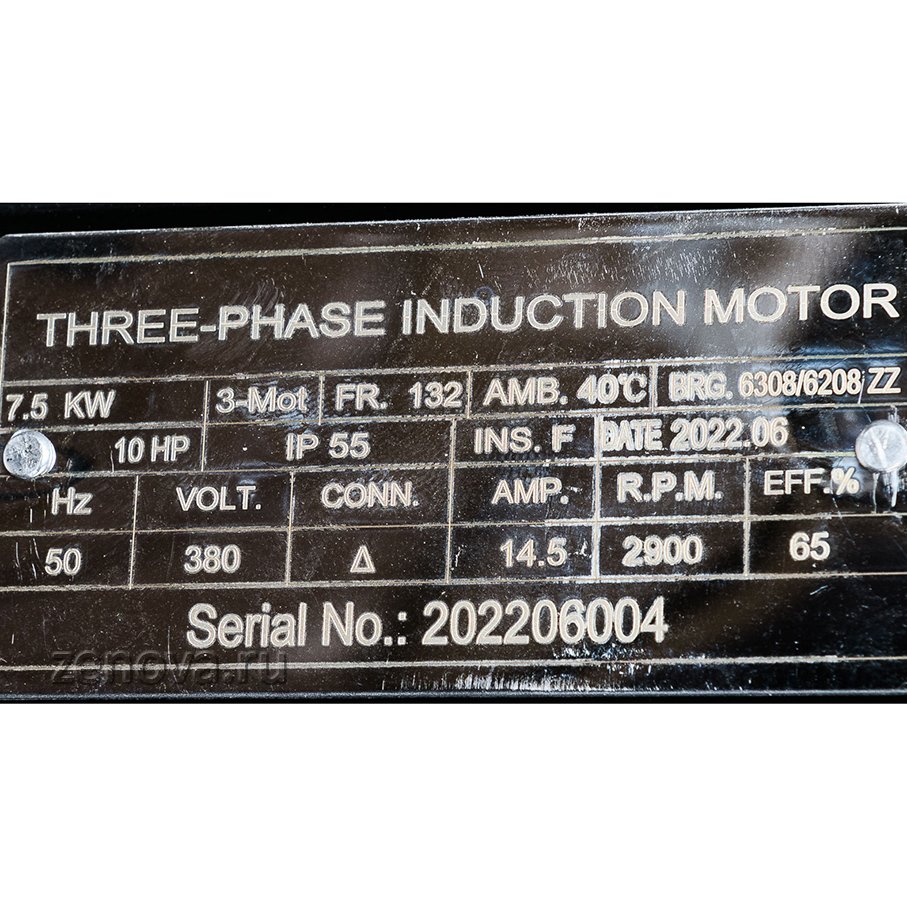 THREE-PHASE INDUCTION MOTOR
7.5 KW 3-Mot FR. 132 AMB. 40℃ BRG. 6308/6208 ZZ
10 HP IP 55 INS. F DATE 2022.06
Hz VOLT. CONN. AMP. R.P.M. EFF.%
50 380 Δ 14.5 2900 65
Serial No.: 202206004
zenova.ru